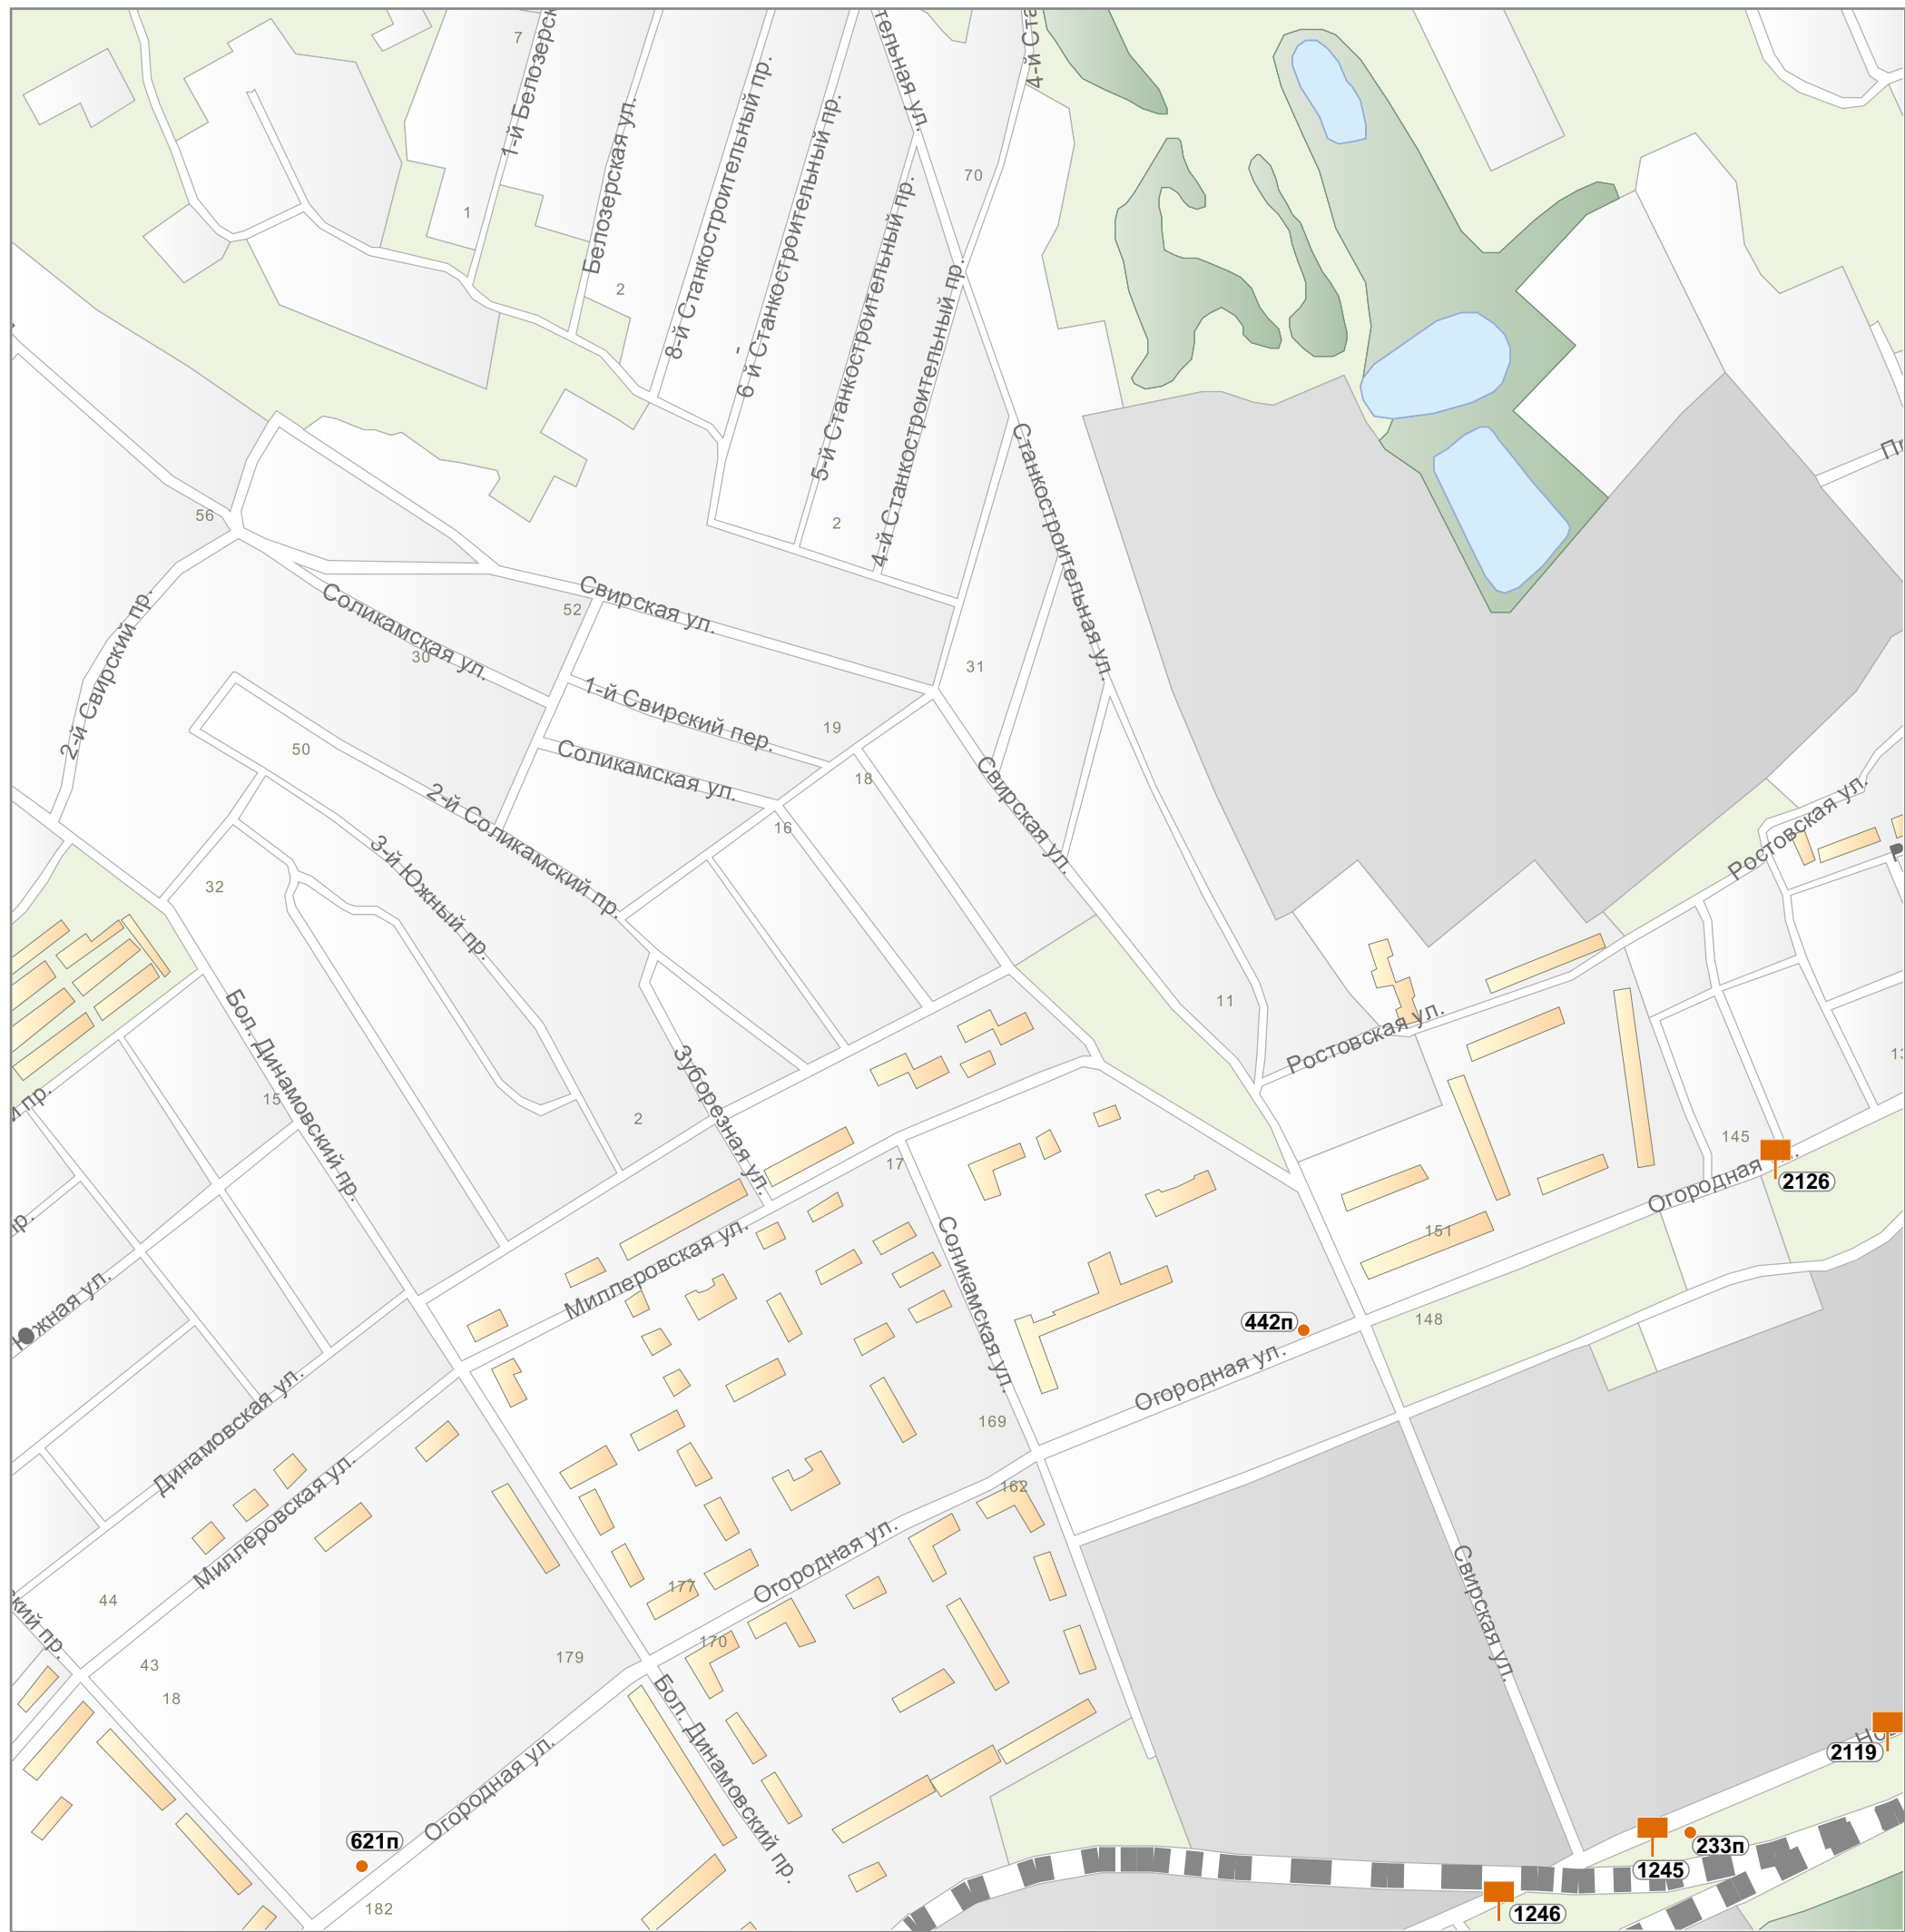 7
1-й Белозерск
1
Белозерская ул.
2
8-й Станкостроительный пр.
6 й Станкостроительный пр.
-
5-й Станкостроительный пр.
4-й Станкостроительный пр.
тельная ул.
70
2
56
Станкостроительная ул.
Свирская ул.
52
Соликамская ул.
30
2-й Свирский пр.
31
1-й Свирский пер.
19
Соликамская ул.
50
18
16
2-й Соликамский пр.
3-й Южный пр.
Свирская ул.
32
Ростовская ул.
11
Ростовская ул.
Бол. Динамовский пр.
15
2
Зуборезная ул.
17
145
2126
Огородная
151
Миллеровская ул.
Соликамская ул.
442п
148
Огородная ул.
Южная ул.
169
Динамовская ул.
Миллеровская ул.
162
Огородная ул.
177
170
44
43
18
179
кий пр.
Бол. Динамовский пр.
Свирская ул.
Огородная ул.
621п
182
2119
1245
233п
1246